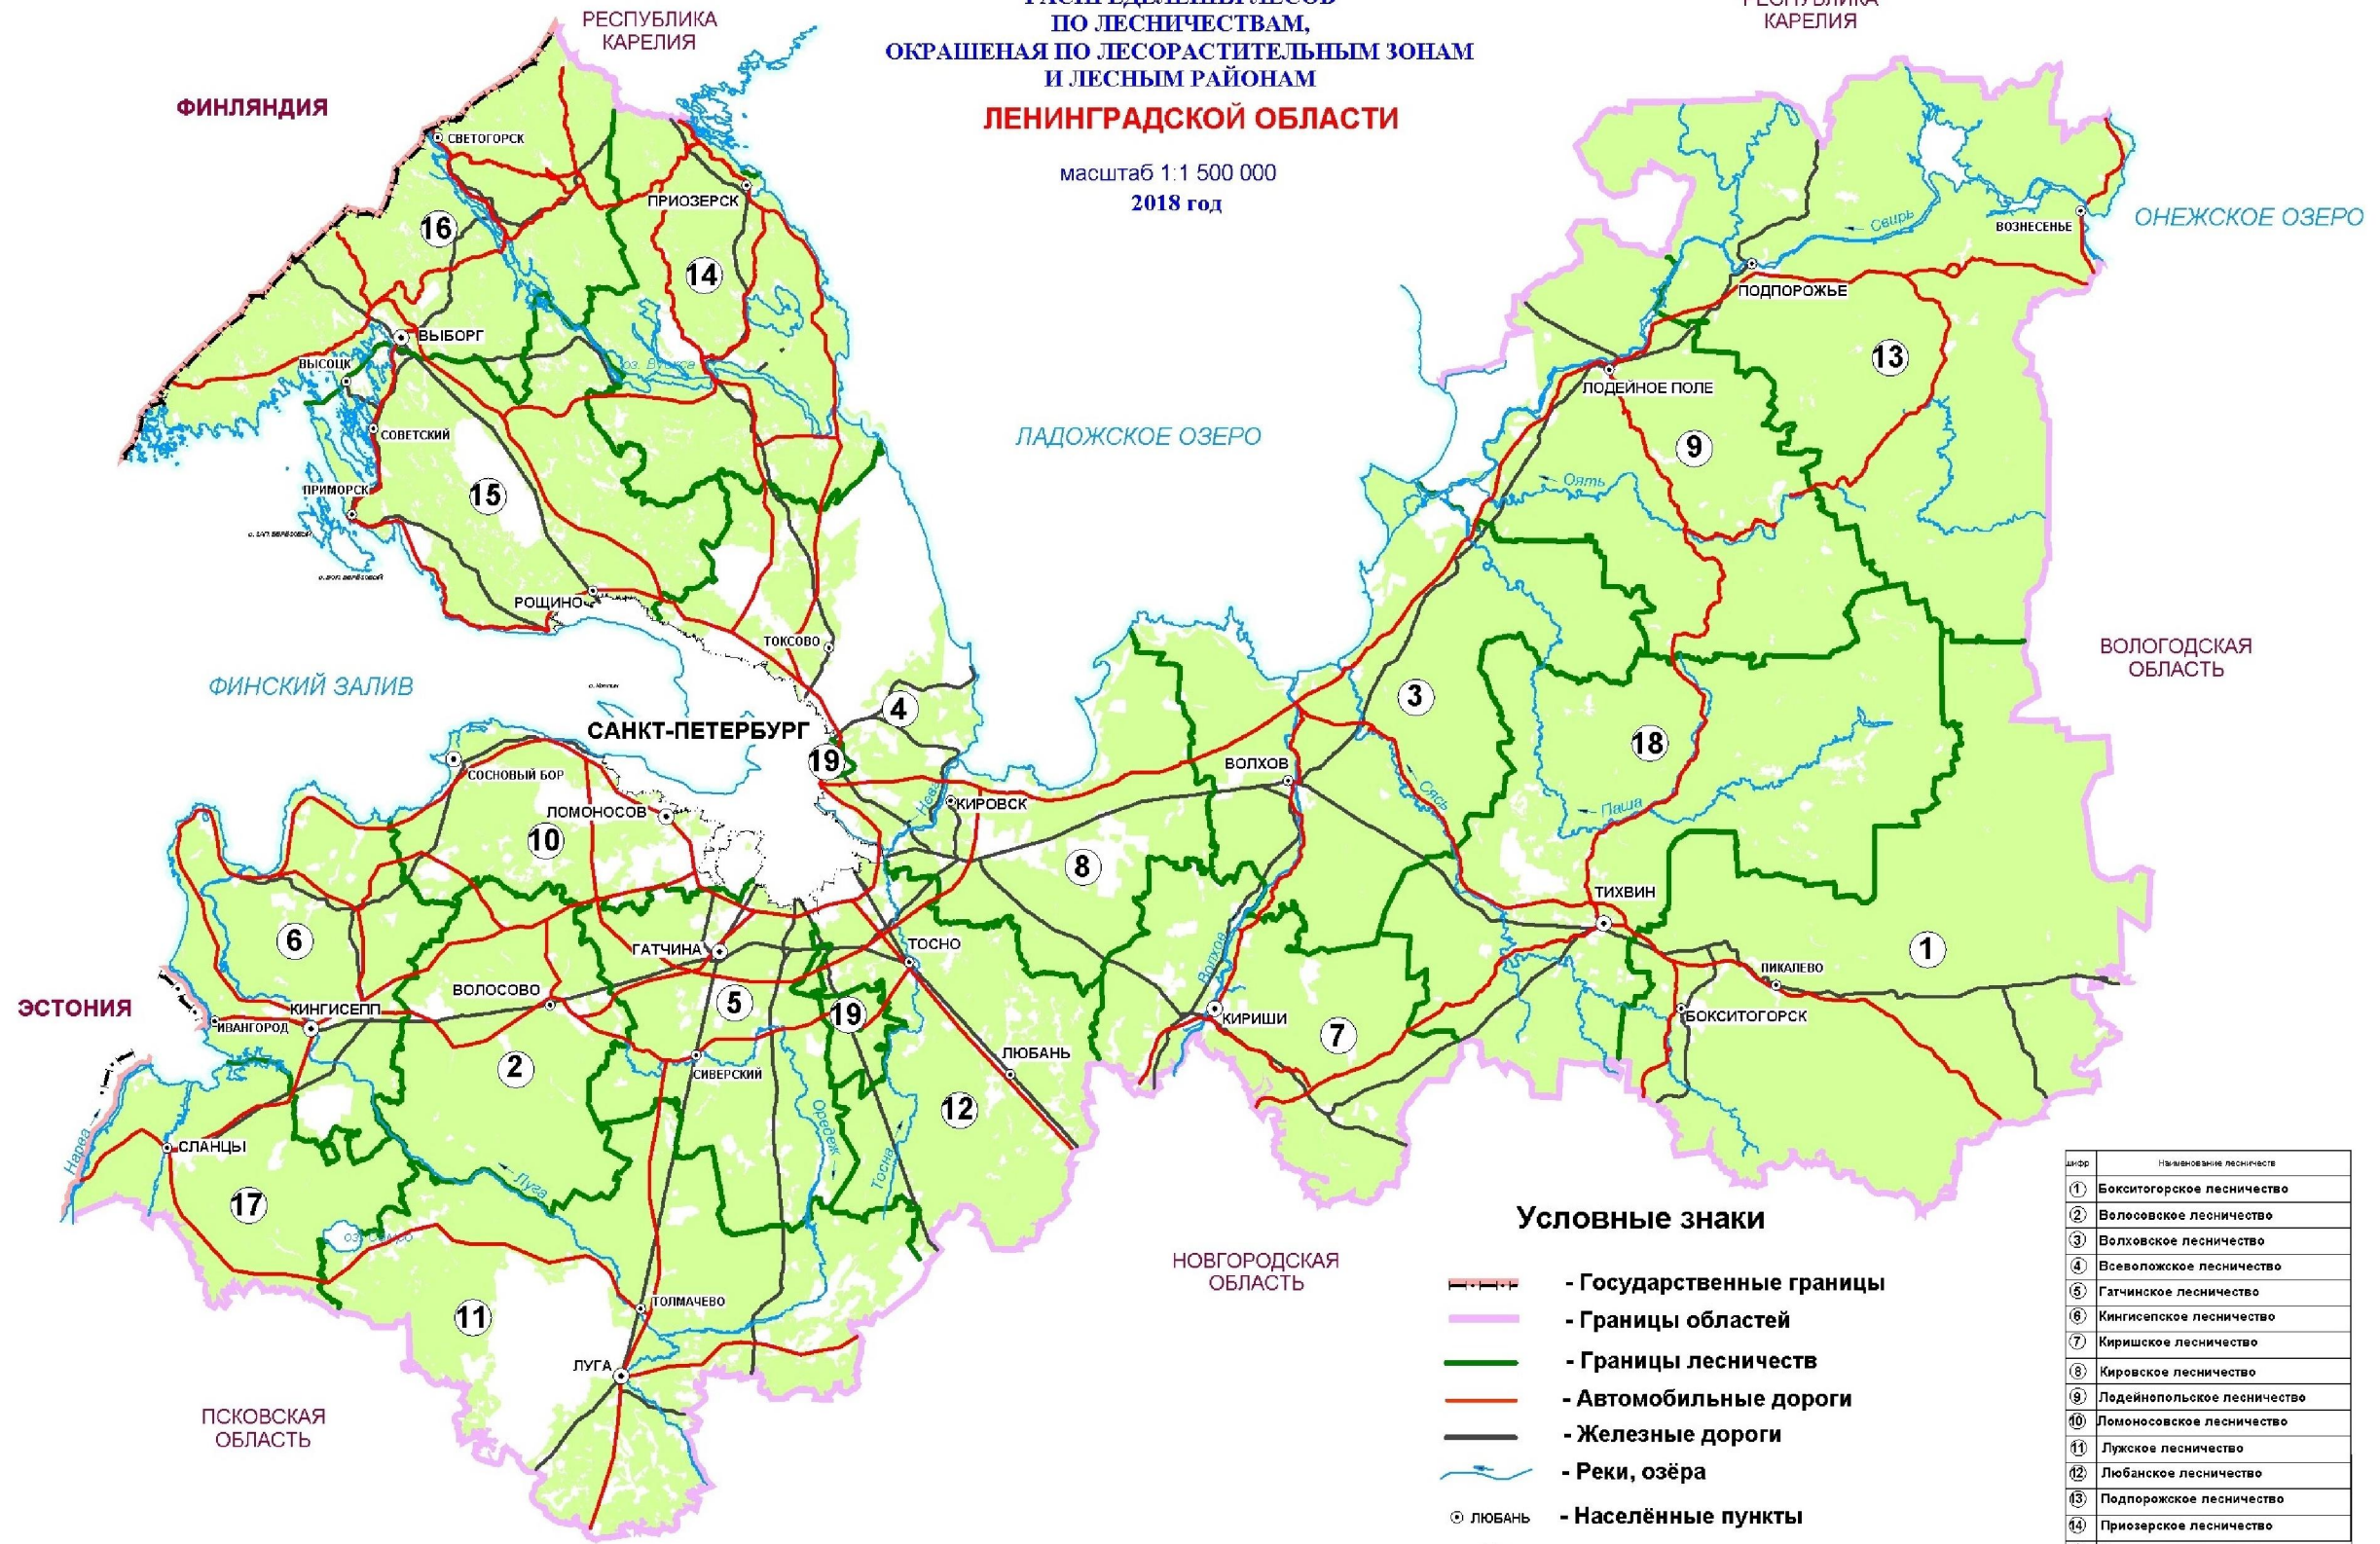 РЕСПУБЛИКА
КАРЕЛИЯ
РАСПРЕДЕЛЕНИЯ ЛЕСОВ
ПО ЛЕСНИЧЕСТВАМ,
ОКРАШЕНАЯ ПО ЛЕСОРАСТИТЕЛЬНЫМ ЗОНАМ
И ЛЕСНЫМ РАЙОНАМ
ЛЕНИНГРАДСКОЙ ОБЛАСТИ
масштаб 1:1 500 000
2018 год
РЕСПУБЛИКА
КАРЕЛИЯ
ФИНЛЯНДИЯ
СВЕТОГОРСК
ПРИОЗЕРСК
16
14
ВЫБОРГ
ВЫСОЦК
оз. Вуокса
СОВЕТСКИЙ
ПРИМОРСК
15
РОЩИНО
ТОКСОВО
ЛАДОЖСКОЕ ОЗЕРО
ОНЕЖСКОЕ ОЗЕРО
ВОЗНЕСЕНЬЕ
Свирь
ПОДПОРОЖЬЕ
13
ЛОДЕЙНОЕ ПОЛЕ
9
Оять
ВОЛОГОДСКАЯ
ОБЛАСТЬ
ФИНСКИЙ ЗАЛИВ
САНКТ-ПЕТЕРБУРГ
4
19
3
18
ВОЛХОВ
Сясь
Паша
СОСНОВЫЙ БОР
ЛОМОНОСОВ
10
Нева
КИРОВСК
8
ТИХВИН
6
ГАТЧИНА
ТОСНО
Волхов
1
ПИКАЛЕВО
ЭСТОНИЯ
ВОЛОСОВО
КИНГИСЕПП
ИВАНГОРОД
5
19
КИРИШИ
7
БОКСИТОГОРСК
2
СИВЕРСКИЙ
ЛЮБАНЬ
12
Нарва
СЛАНЦЫ
Оредеж
Тосна
Луга
17
11
ТОЛМАЧЕВО
ЛУГА
НОВГОРОДСКАЯ
ОБЛАСТЬ
ПСКОВСКАЯ
ОБЛАСТЬ
Условные знаки
- Государственные границы
- Границы областей
- Границы лесничеств
- Автомобильные дороги
- Железные дороги
- Реки, озёра
ЛЮБАНЬ - Населённые пункты
шифр Наименование лесничеств
1 Бокситогорское лесничество
2 Волосовское лесничество
3 Волховское лесничество
4 Всеволожское лесничество
5 Гатчинское лесничество
6 Кингисепское лесничество
7 Киришское лесничество
8 Кировское лесничество
9 Лодейнопольское лесничество
10 Ломоносовское лесничество
11 Лужское лесничество
12 Любанское лесничество
13 Подпорожское лесничество
14 Приозерское лесничество